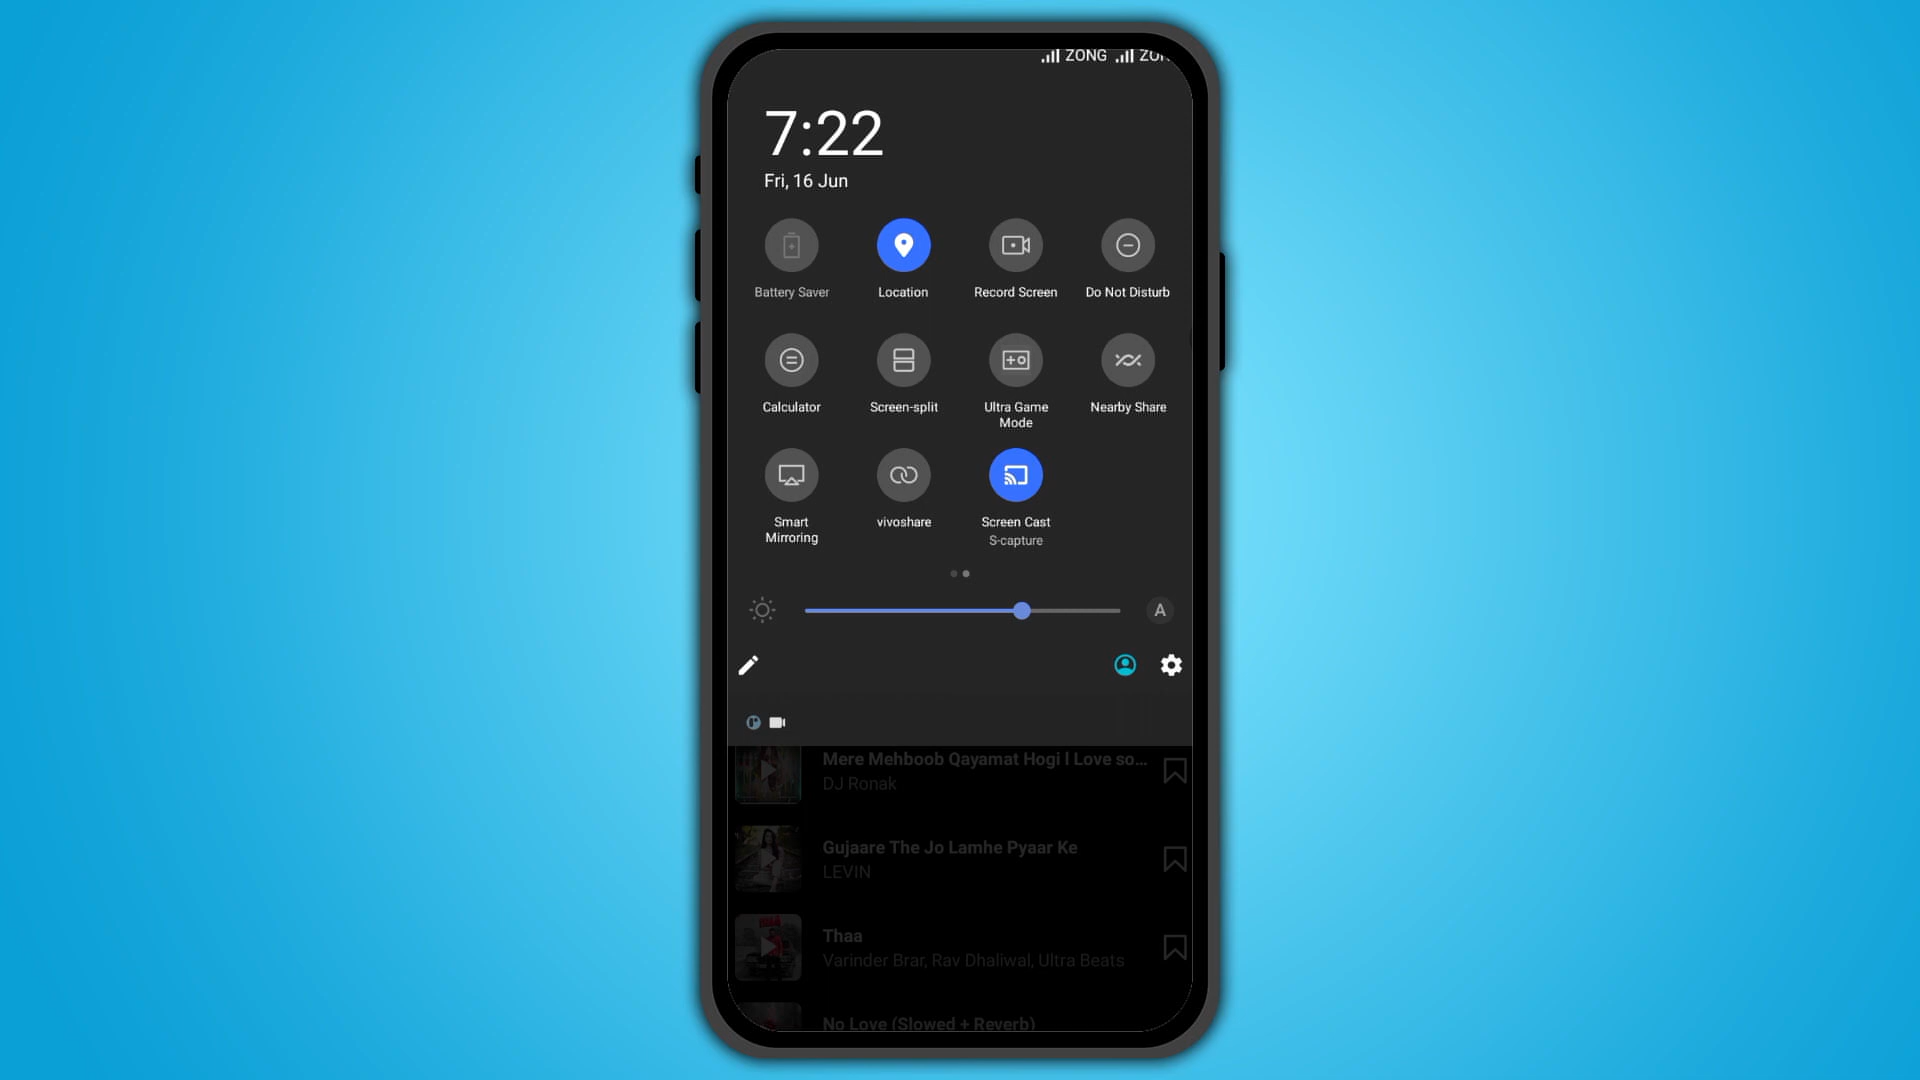 ZONG ZON
7:22
Fri, 16 Jun
Battery Saver
Location
Record Screen
Do Not Disturb
Calculator
Screen-split
Ultra Game
Mode
Nearby Share
Smart
Mirroring
vivoshare
Screen Cast
S-capture
A
Mere Mehboob Qayamat Hogi l Love so...
DJ Ronak
Gujaare The Jo Lamhe Pyaar Ke
LEVIN
Thaa
Varinder Brar, Rav Dhaliwal, Ultra Beats
No Love (Slowed + Reverb)